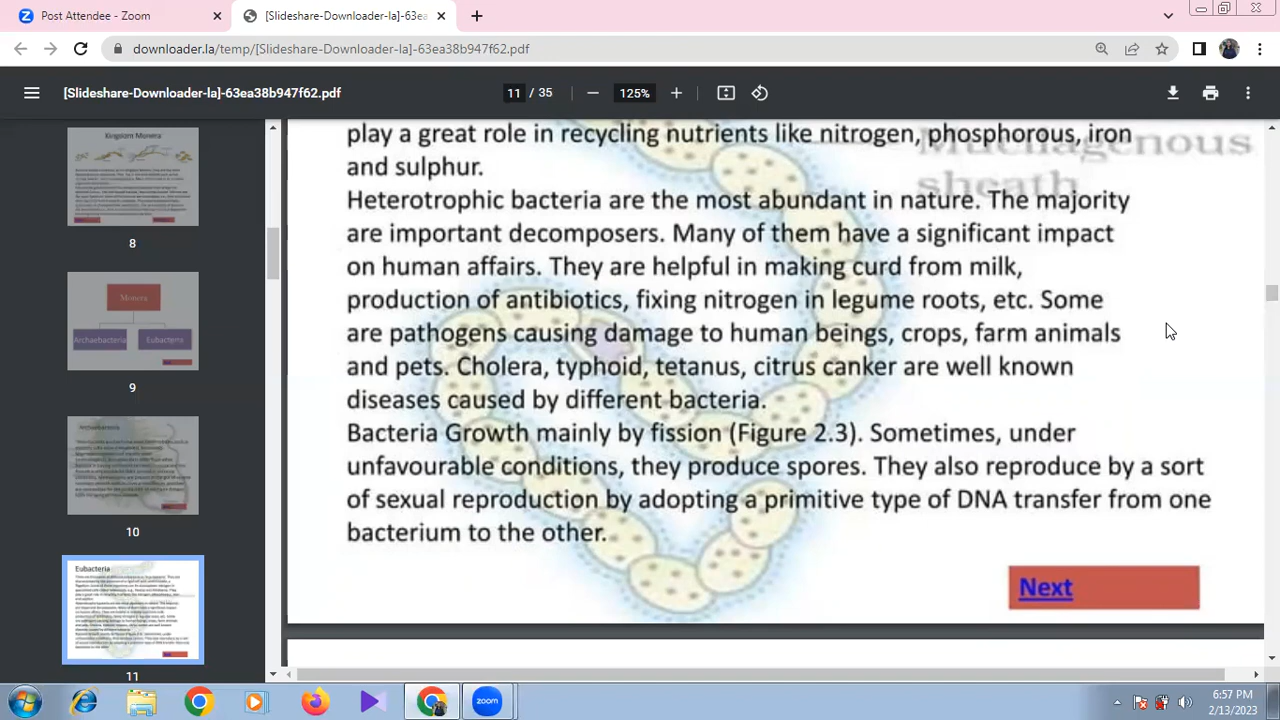 Post Attendee - Zoom
[Slideshare-Downloader-la]-63ea
downloader.la/temp/[Slideshare-Downloader-la]-63ea38b947f62.pdf
[Slideshare-Downloader-la]-63ea38b947f62.pdf
11 / 35
125%
Kingdom Monera
8
Monera
Archaebacteria
Eubacteria
9
Archaebacteria
10
Eubacteria
11
Muchagenous
play a great role in recycling nutrients like nitrogen, phosphorous, iron
and sulphur.
Heterotrophic bacteria are the most abundant in nature. The majority
are important decomposers. Many of them have a significant impact
on human affairs. They are helpful in making curd from milk,
production of antibiotics, fixing nitrogen in legume roots, etc. Some
are pathogens causing damage to human beings, crops, farm animals
and pets. Cholera, typhoid, tetanus, citrus canker are well known
diseases caused by different bacteria.
Bacteria Growth mainly by fission (Figure 2.3). Sometimes, under
unfavourable conditions, they produce spores. They also reproduce by a sort
of sexual reproduction by adopting a primitive type of DNA transfer from one
bacterium to the other.
Next
zoom
6:57 PM
2/13/2023